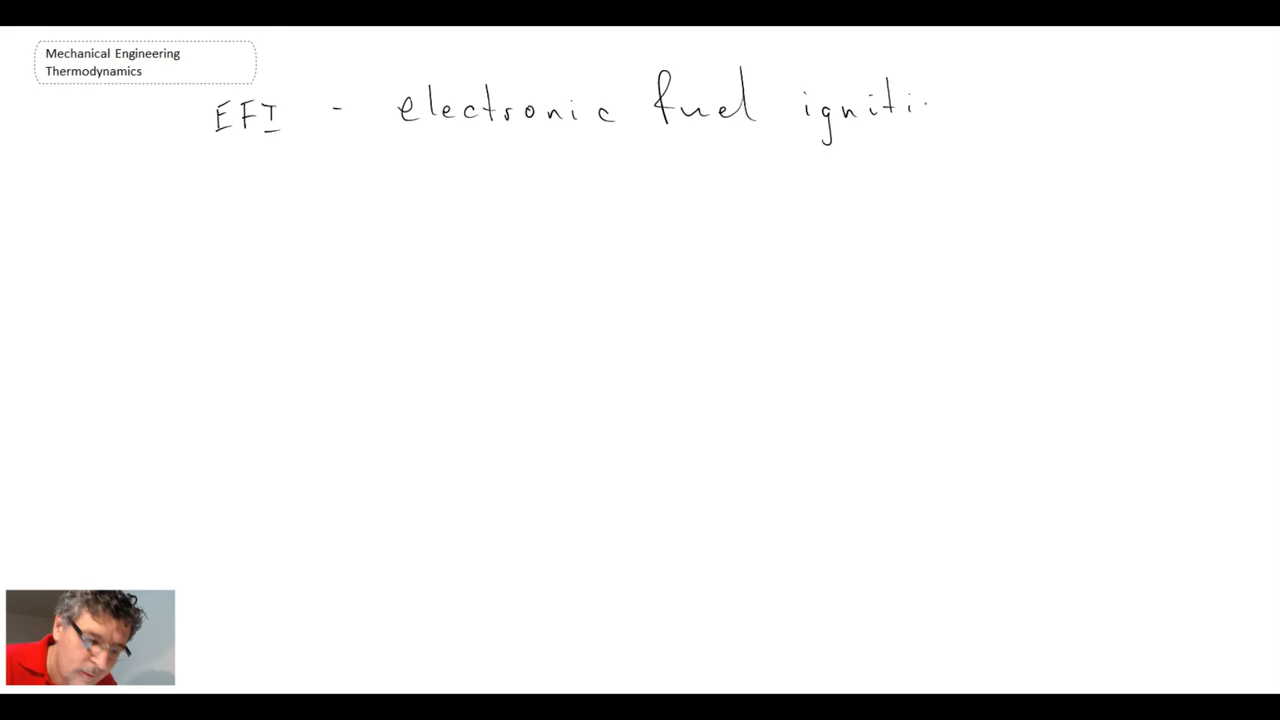 Mechanical Engineering
Thermodynamics
EFI - electronic fuel igniti